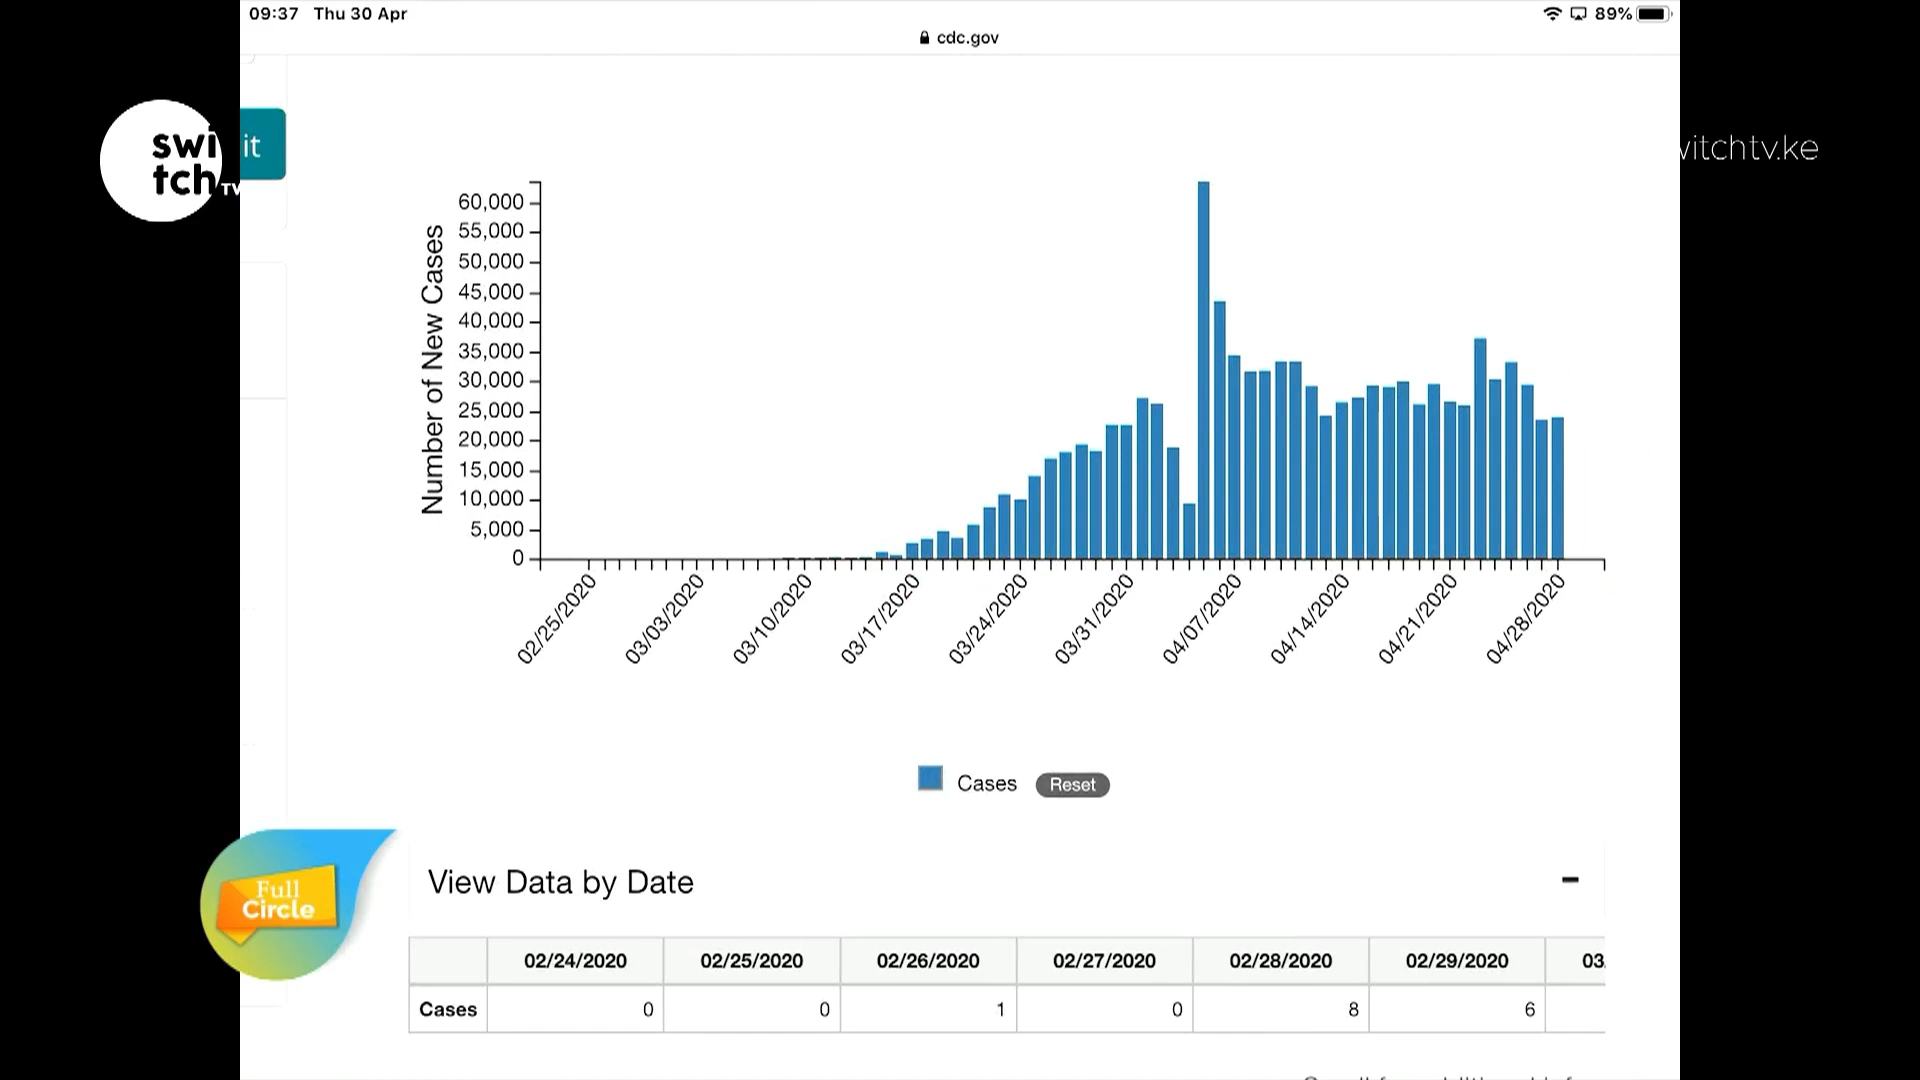 09:37 Thu 30 Apr
89%
cdc.gov
swi
tch
TV
it
witchtv.ke
Number of New Cases
60,000
55,000
50,000
45,000
40,000
35,000
30,000
25,000
20,000
15,000
10,000
5,000
0
02/25/2020
03/03/2020
03/10/2020
03/17/2020
03/24/2020
03/31/2020
04/07/2020
04/14/2020
04/21/2020
04/28/2020
Cases
Reset
Full
Circle
View Data by Date
02/24/2020 02/25/2020 02/26/2020 02/27/2020 02/28/2020 02/29/2020 03
Cases 0 0 1 0 8 6